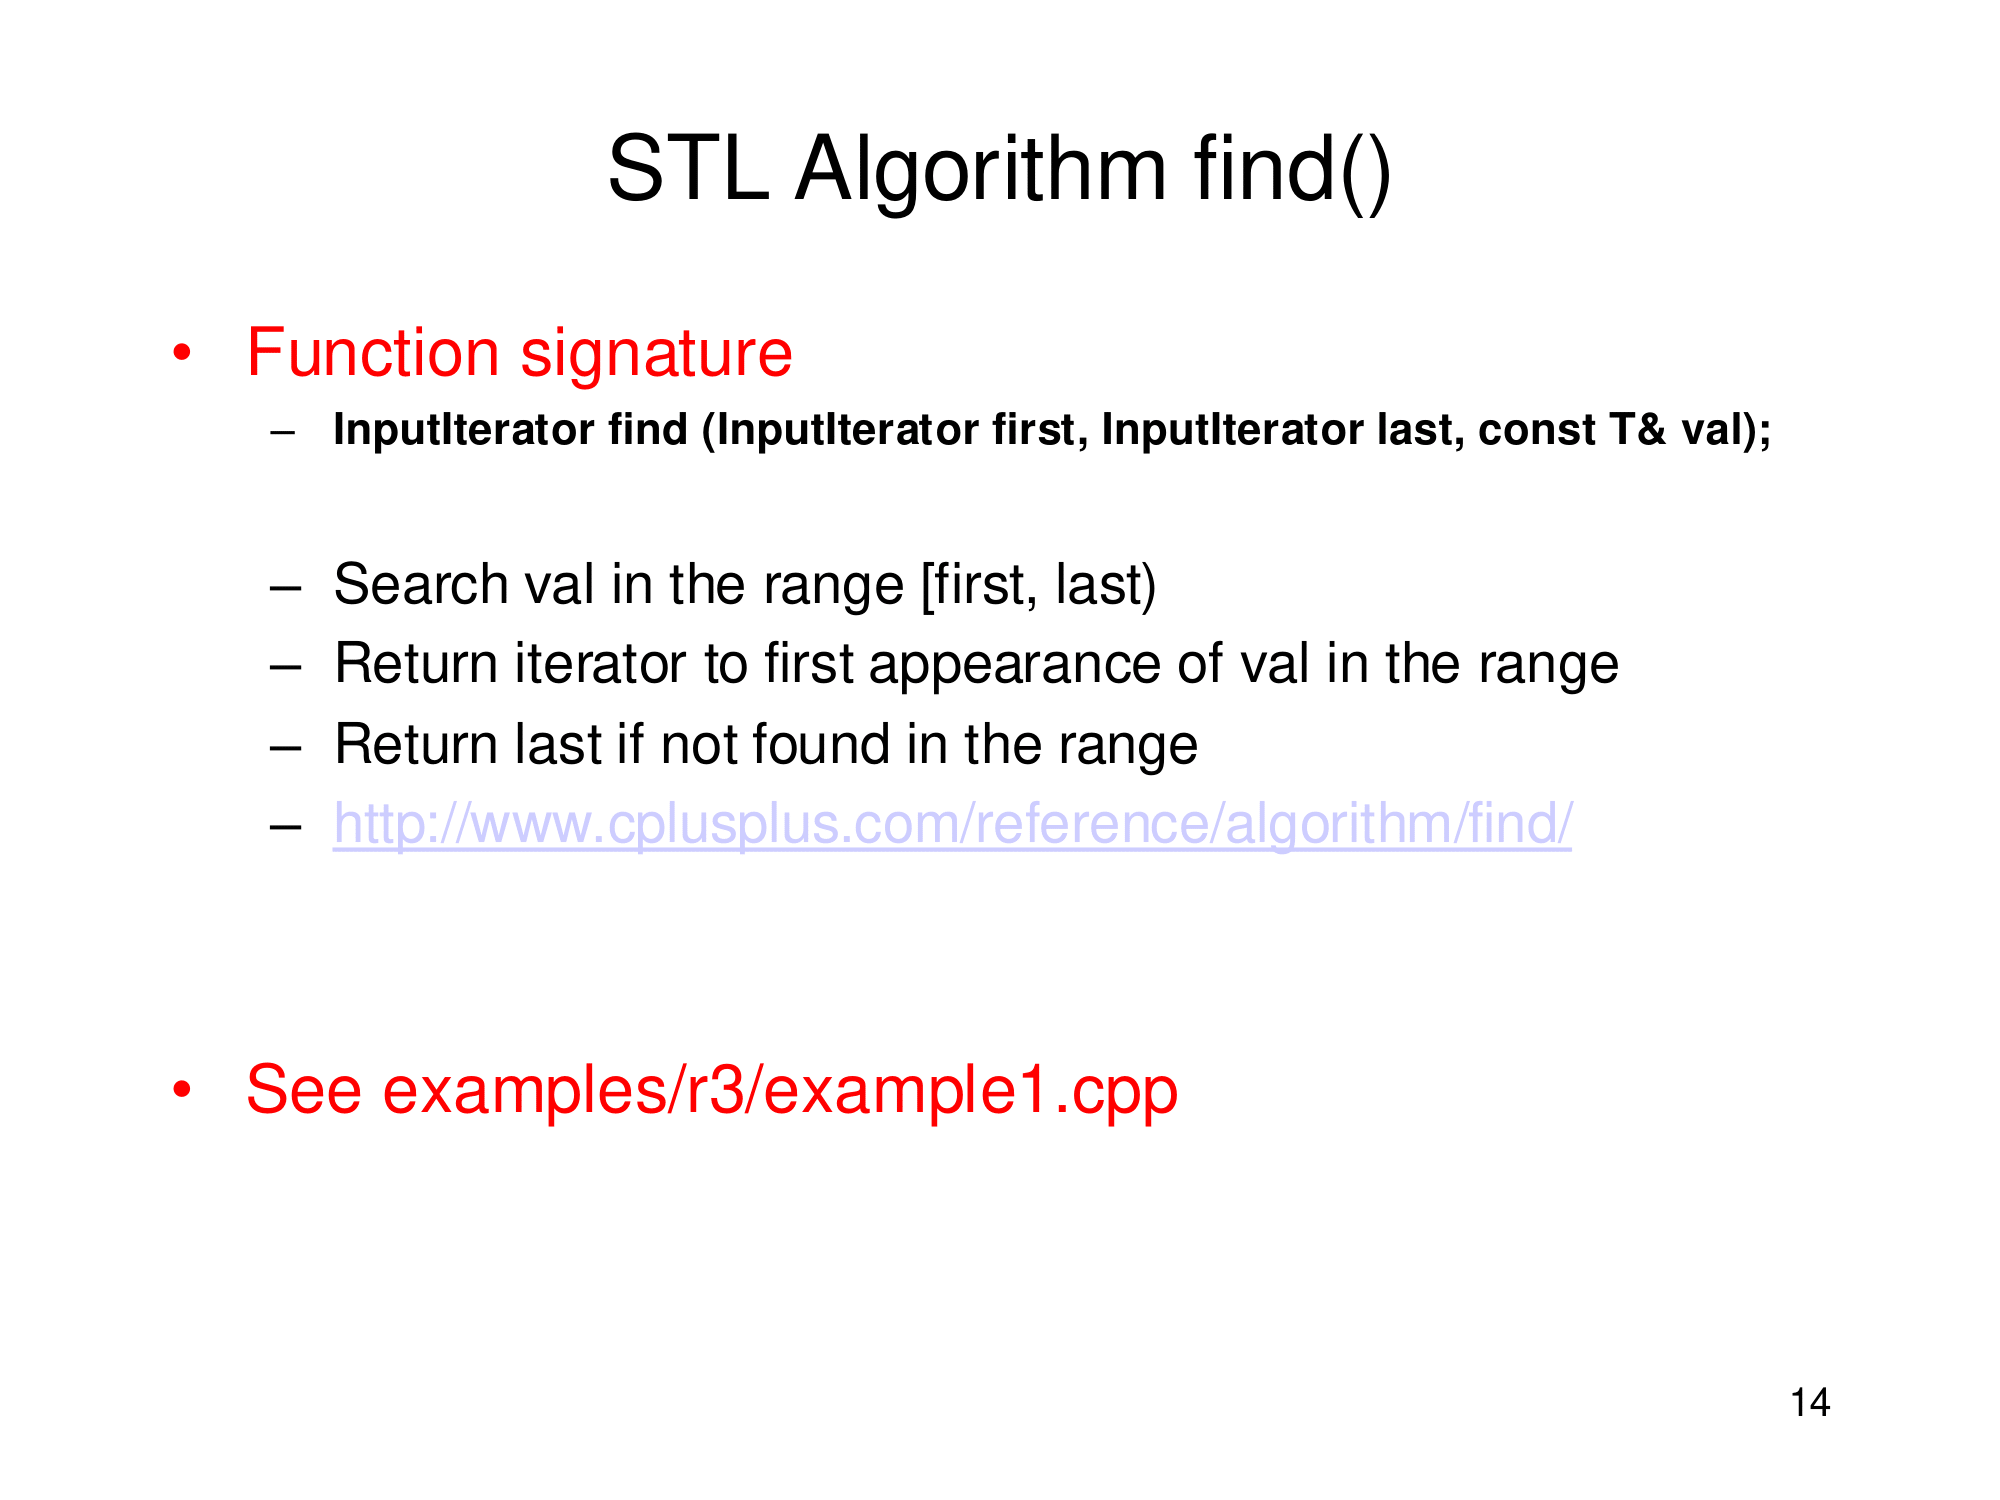 STL Algorithm find()
• Function signature
– InputIterator find (InputIterator first, InputIterator last, const T& val);
– Search val in the range [first, last)
– Return iterator to first appearance of val in the range
– Return last if not found in the range
– http://www.cplusplus.com/reference/algorithm/find/
• See examples/r3/example1.cpp
14